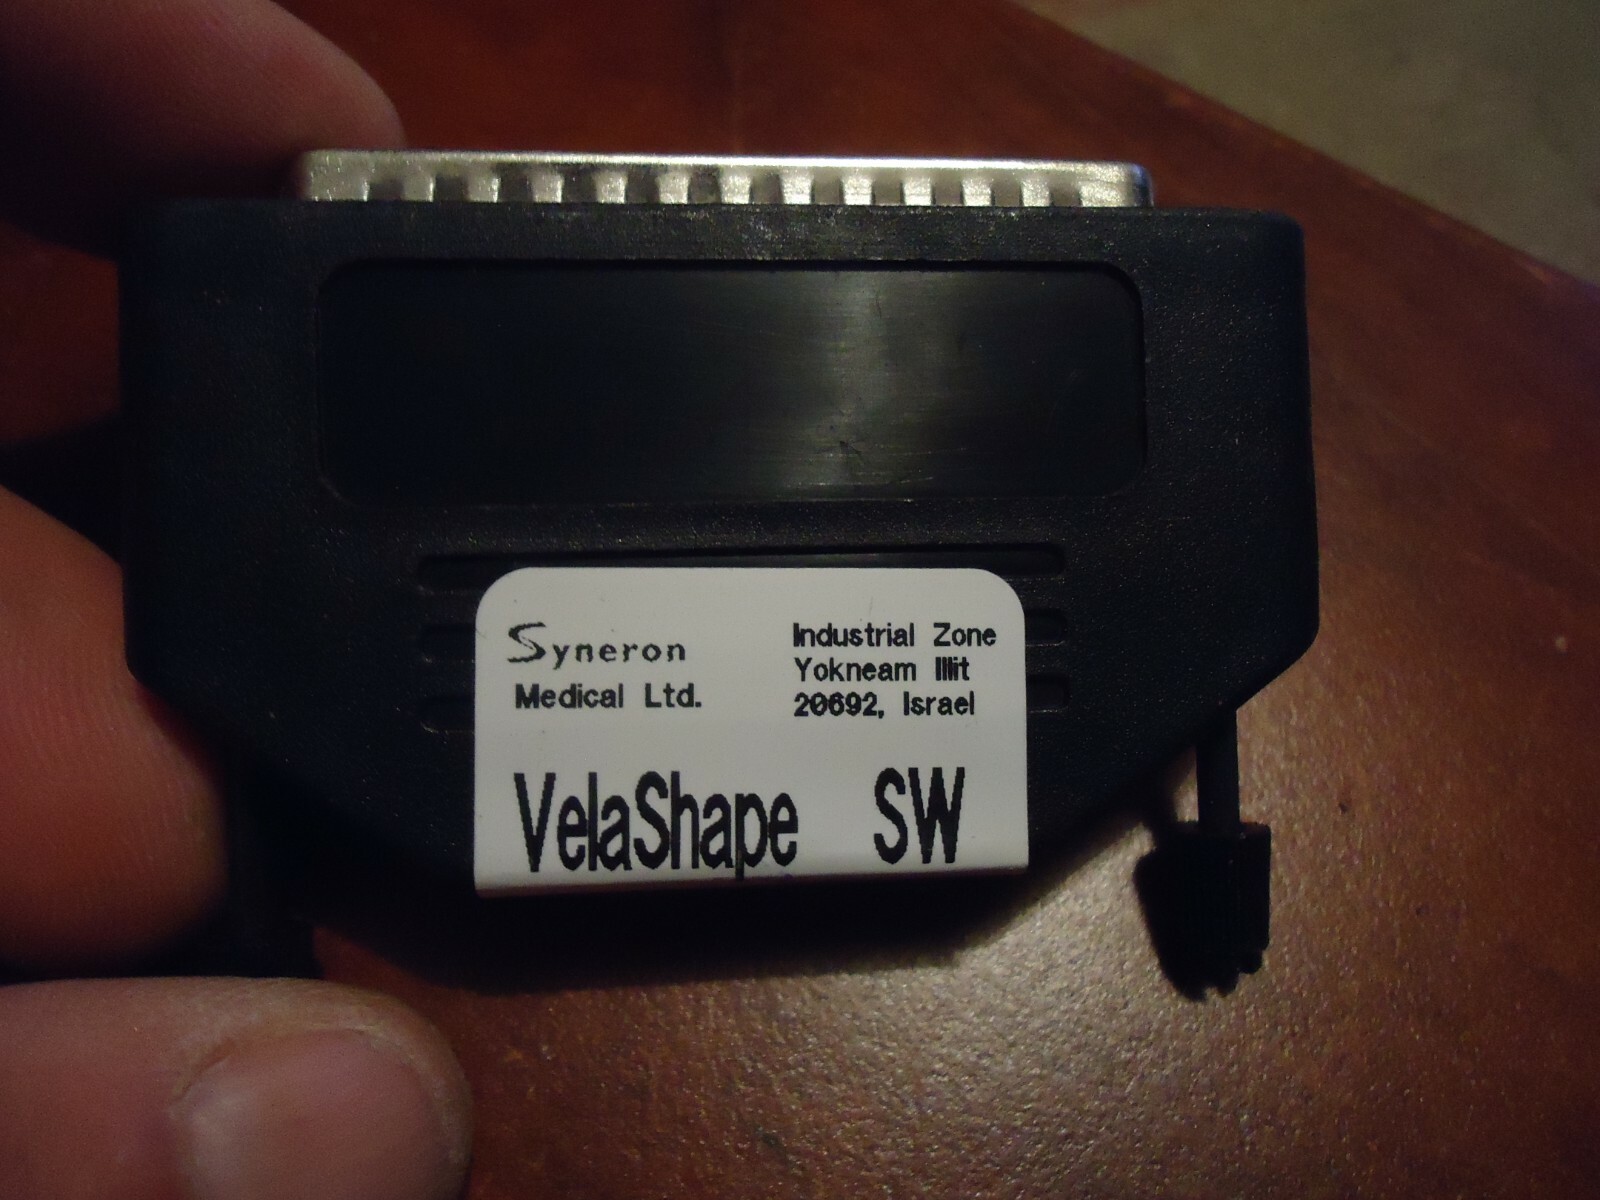 Syneron
Medical Ltd.
Industrial Zone
Yokneam Illit
20692, Israel
VelaShape SW